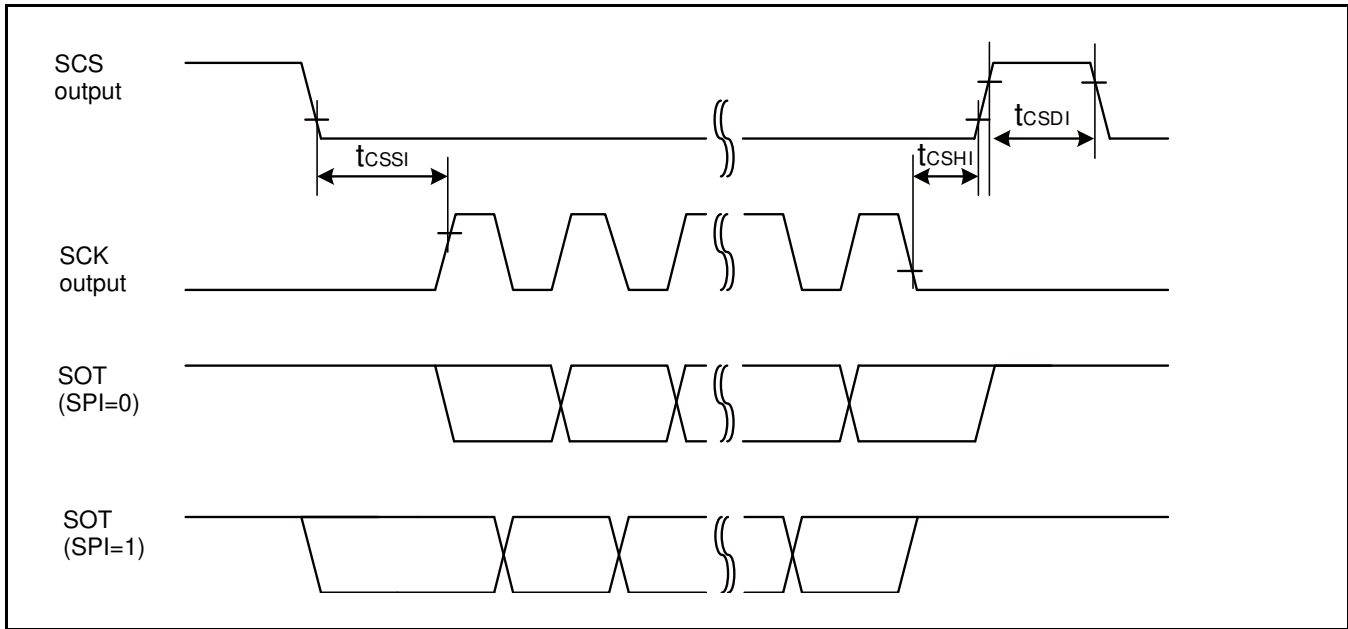 SCS
output
tCSSI
tCSHI
tCSDI
SCK
output
SOT
(SPI=0)
SOT
(SPI=1)